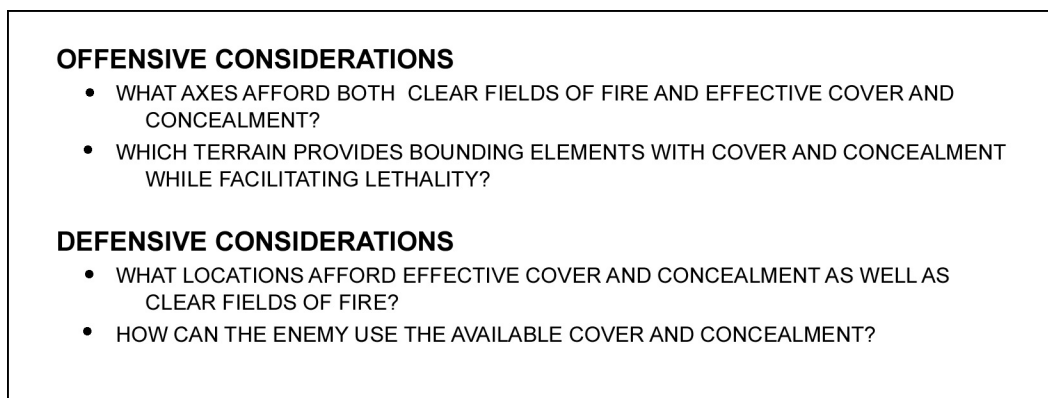 OFFENSIVE CONSIDERATIONS
• WHAT AXES AFFORD BOTH  CLEAR FIELDS OF FIRE AND EFFECTIVE COVER AND
CONCEALMENT?
• WHICH TERRAIN PROVIDES BOUNDING ELEMENTS WITH COVER AND CONCEALMENT
WHILE FACILITATING LETHALITY?
DEFENSIVE CONSIDERATIONS
• WHAT LOCATIONS AFFORD EFFECTIVE COVER AND CONCEALMENT AS WELL AS
CLEAR FIELDS OF FIRE?
• HOW CAN THE ENEMY USE THE AVAILABLE COVER AND CONCEALMENT?